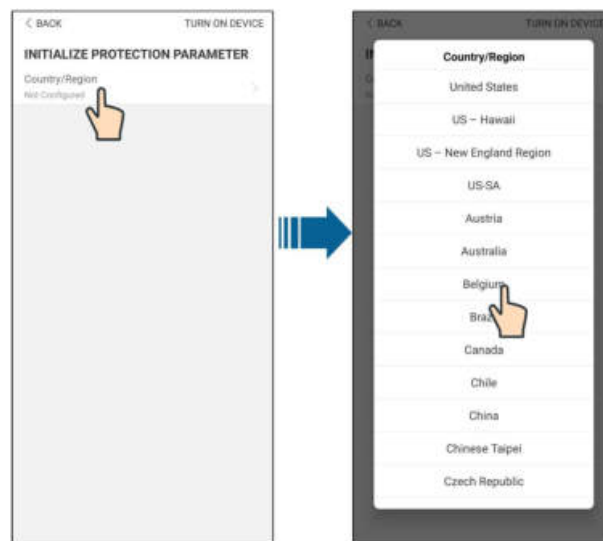 < BACK
TURN ON DEVICE
INITIALIZE PROTECTION PARAMETER
Country/Region
Not Configured
< BACK
TURN ON DEVICE
Country/Region
United States
US – Hawaii
US – New England Region
US-SA
Austria
Australia
Belgium
Canada
Chile
China
Chinese Taipei
Czech Republic